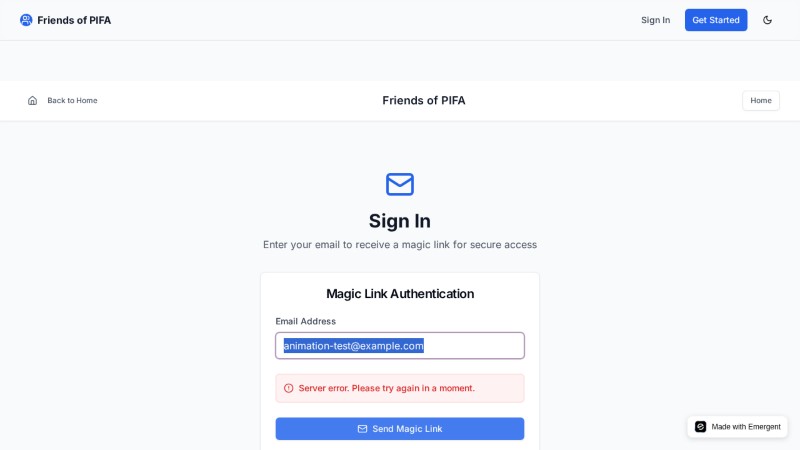 Friends of PIFA
Sign In
Get Started
Back to Home
Friends of PIFA
Home
Sign In
Enter your email to receive a magic link for secure access
Magic Link Authentication
Email Address
animation-test@example.com
Server error. Please try again in a moment.
Send Magic Link
Made with Emergent